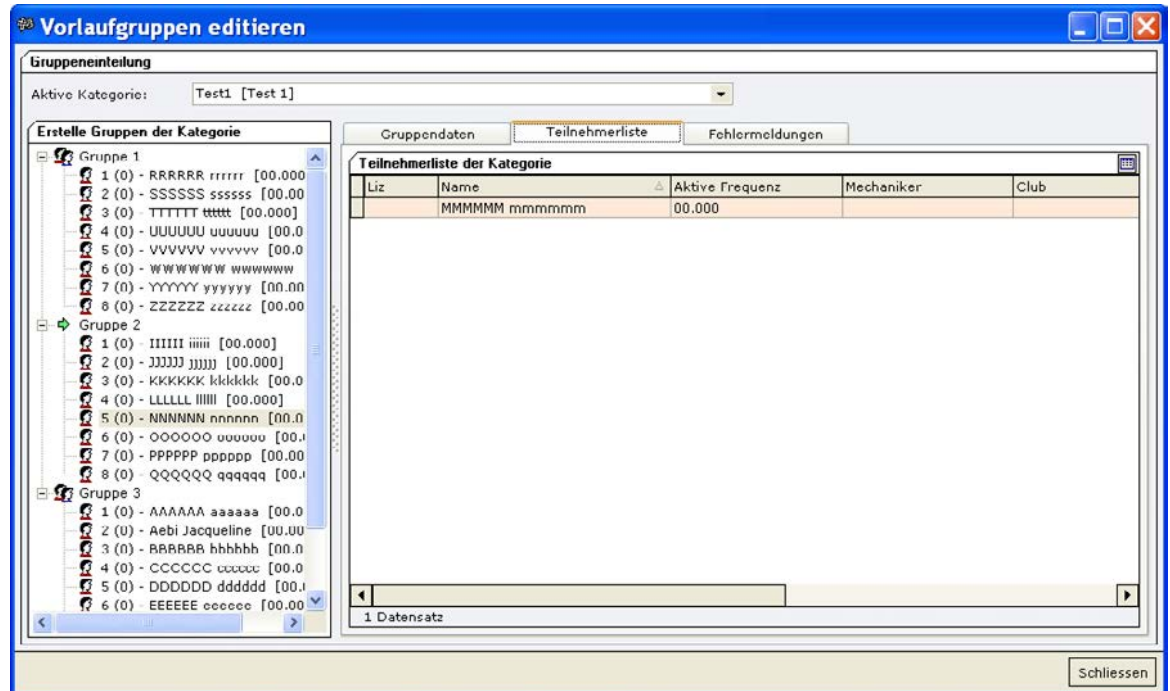 Vorlaufgruppen editieren
Gruppeneinteilung
Aktive Kategorie: Test1 [Test 1]
Erstelle Gruppen der Kategorie
Gruppe 1
1 (0) - RRRRRR rrrrrr [00.000
2 (0) - SSSSSS ssssss [00.00
3 (0) - TTTTTT tttttt [00.000]
4 (0) - UUUUUU uuuuuu [00.0
5 (0) - VVVVVV vvvvvv [00.0
6 (0) - WWWWWW wwwwww
7 (0) - YYYYYY yyyyyy [00.00
8 (0) - ZZZZZZ zzzzzz [00.00
Gruppe 2
1 (0) - IIIIII iiiiii [00.000]
2 (0) - JJJJJJ jjjjjj [00.000]
3 (0) - KKKKKK kkkkkk [00.0
4 (0) - LLLLLL llllll [00.000]
5 (0) - NNNNNN nnnnnn [00.0
6 (0) - OOOOOO oooooo [00.
7 (0) - PPPPPP pppppp [00.00
8 (0) - QQQQQQ qqqqqq [00.
Gruppe 3
1 (0) - AAAAAA aaaaaa [00.0
2 (0) - Aebi Jacqueline [00.00
3 (0) - BBBBBB bbbbbb [00.0
4 (0) - CCCCCC cccccc [00.0
5 (0) - DDDDDD dddddd [00.
6 (0) - EEEEEE eeeeee [00.00
Gruppendaten Teilnehmerliste Fehlermeldungen
Teilnehmerliste der Kategorie
Liz Name Aktive Frequenz Mechaniker Club
MMMMMM mmmmmm 00.000
1 Datensatz
Schliessen